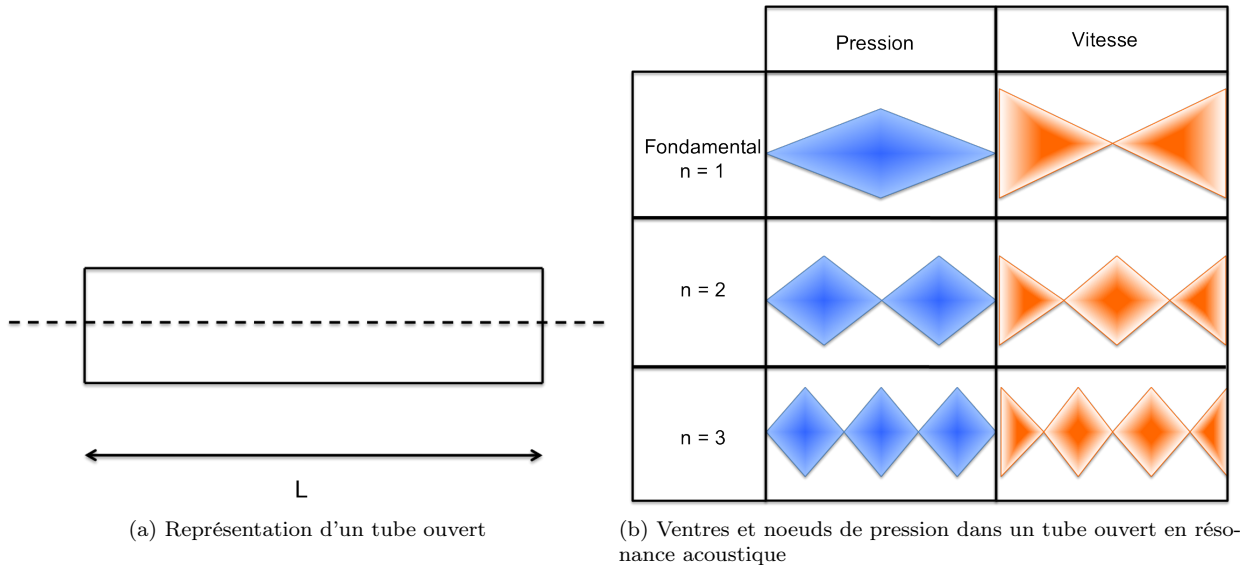 Pression
Vitesse
Fondamental
n = 1
n = 2
n = 3
L
(a) Représentation d'un tube ouvert
(b) Ventres et noeuds de pression dans un tube ouvert en réso-
nance acoustique